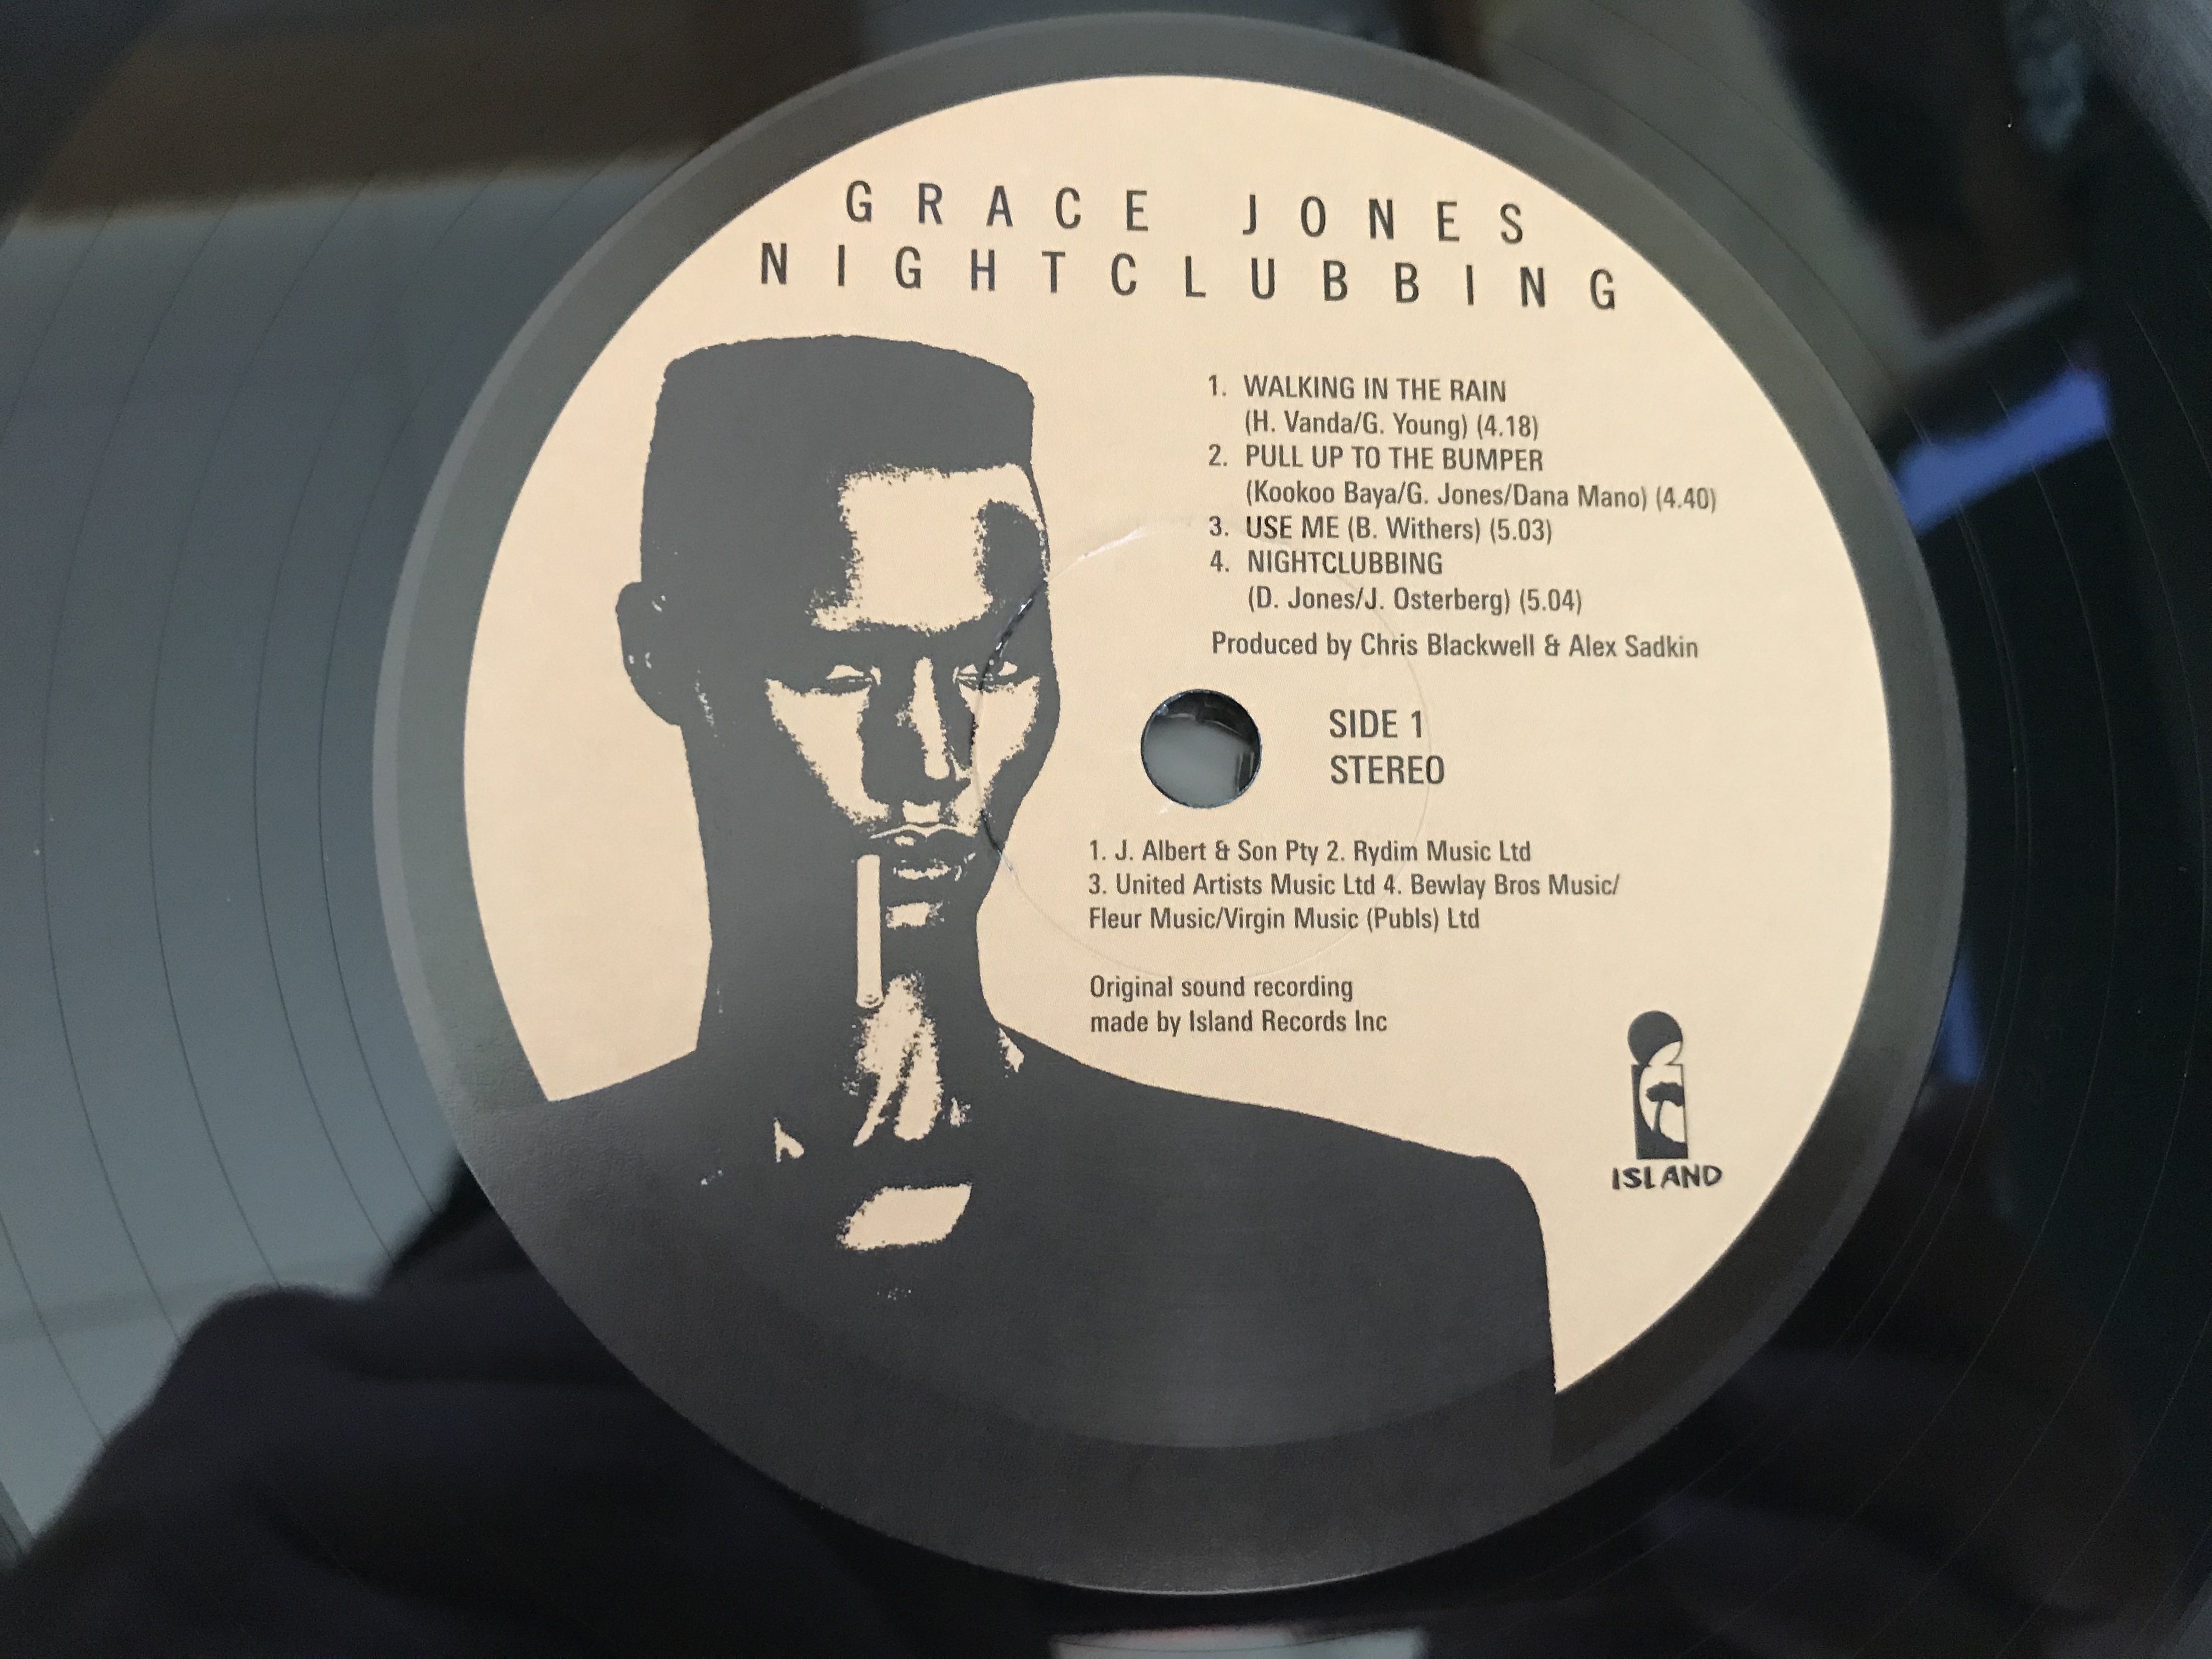 GRACE JONES
NIGHTCLUBBING
1. WALKING IN THE RAIN
(H. Vanda/G. Young) (4.18)
2. PULL UP TO THE BUMPER
(Kookoo Baya/G. Jones/Dana Mano) (4.40)
3. USE ME (B. Withers) (5.03)
4. NIGHTCLUBBING
(D. Jones/J. Osterberg) (5.04)
Produced by Chris Blackwell & Alex Sadkin
SIDE 1
STEREO
1. J. Albert & Son Pty 2. Rydim Music Ltd
3. United Artists Music Ltd 4. Bewlay Bros Music/
Fleur Music/Virgin Music (Publs) Ltd
Original sound recording
made by Island Records Inc
ISLAND